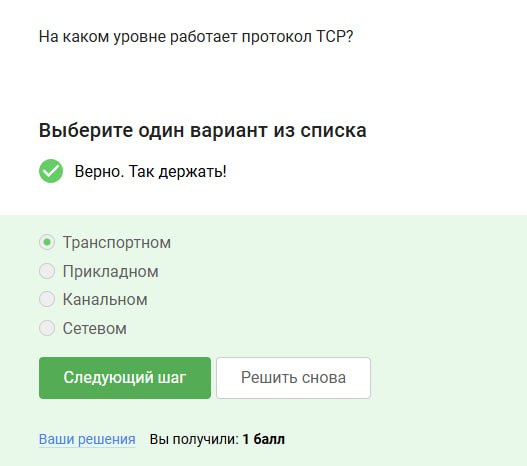 На каком уровне работает протокол TCP?
Выберите один вариант из списка
Верно. Так держать!
Транспортном
Прикладном
Канальном
Сетевом
Следующий шаг
Решить снова
Ваши решения Вы получили: 1 балл